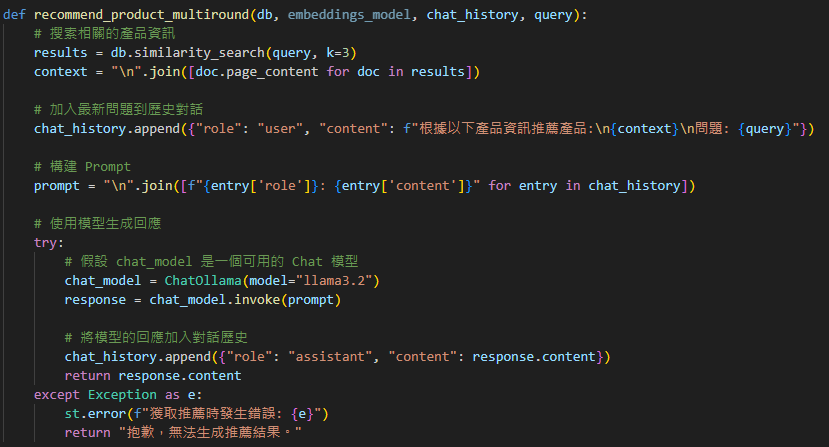 def recommend_product_multiround(db, embeddings_model, chat_history, query):
    # 搜索相關的產品資訊
    results = db.similarity_search(query, k=3)
    context = "\n".join([doc.page_content for doc in results])

    # 加入最新問題到歷史對話
    chat_history.append({"role": "user", "content": f"根據以下產品資訊推薦產品:\n{context}\n問題: {query}"})

    # 構建 Prompt
    prompt = "\n".join([f"{entry['role']}: {entry['content']}" for entry in chat_history])

    # 使用模型生成回應
    try:
        # 假設 chat_model 是一個可用的 Chat 模型
        chat_model = ChatOllama(model="llama3.2")
        response = chat_model.invoke(prompt)

        # 將模型的回應加入對話歷史
        chat_history.append({"role": "assistant", "content": response.content})
        return response.content
    except Exception as e:
        st.error(f"獲取推薦時發生錯誤: {e}")
        return "抱歉，無法生成推薦結果。"